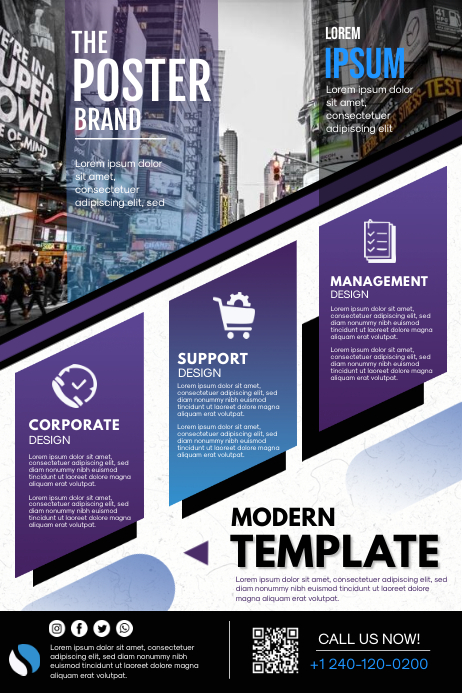 THE
POSTER
BRAND
Lorem ipsum dolor
sit amet,
consectetuer
adipiscing elit, sed
LOREM
IPSUM
Lorem ipsum dolor
sit amet,
consectetuer
adipiscing elit
WE'RE IN A
SUPER
OWL
OF MIND
STRESS-TEST
MANAGEMENT
DESIGN
Lorem ipsum dolor sit amet,
consectetuer adipiscing elit, sed
diam nonummy nibh euismod
tincidunt ut laoreet dolore magna
aliquam erat volutpat.
Lorem ipsum dolor sit amet,
consectetuer adipiscing elit, sed
diam nonummy nibh euismod
tincidunt ut laoreet dolore magna
aliquam erat volutpat.
SUPPORT
DESIGN
Lorem ipsum dolor sit amet,
consectetuer adipiscing elit, sed
diam nonummy nibh euismod
tincidunt ut laoreet dolore magna
aliquam erat volutpat.
Lorem ipsum dolor sit amet,
consectetuer adipiscing elit, sed
diam nonummy nibh euismod
tincidunt ut laoreet dolore magna
aliquam erat volutpat.
CORPORATE
DESIGN
Lorem ipsum dolor sit amet,
consectetuer adipiscing elit, sed
diam nonummy nibh euismod
tincidunt ut laoreet dolore magna
aliquam erat volutpat.
Lorem ipsum dolor sit amet,
consectetuer adipiscing elit, sed
diam nonummy nibh euismod
tincidunt ut laoreet dolore magna
aliquam erat volutpat.
MODERN
TEMPLATE
Lorem ipsum dolor sit amet, consectetuer adipiscing elit, sed
diam nonummy nibh euismod tincidunt ut laoreet dolore magna
aliquam erat volutpat.
Lorem ipsum dolor sit amet, consectetuer
adipiscing elit, sed diam nonummy nibh
euismod tincidunt ut laoreet dolore magna
aliquam erat volutpat.
CALL US NOW!
+1 240-120-0200